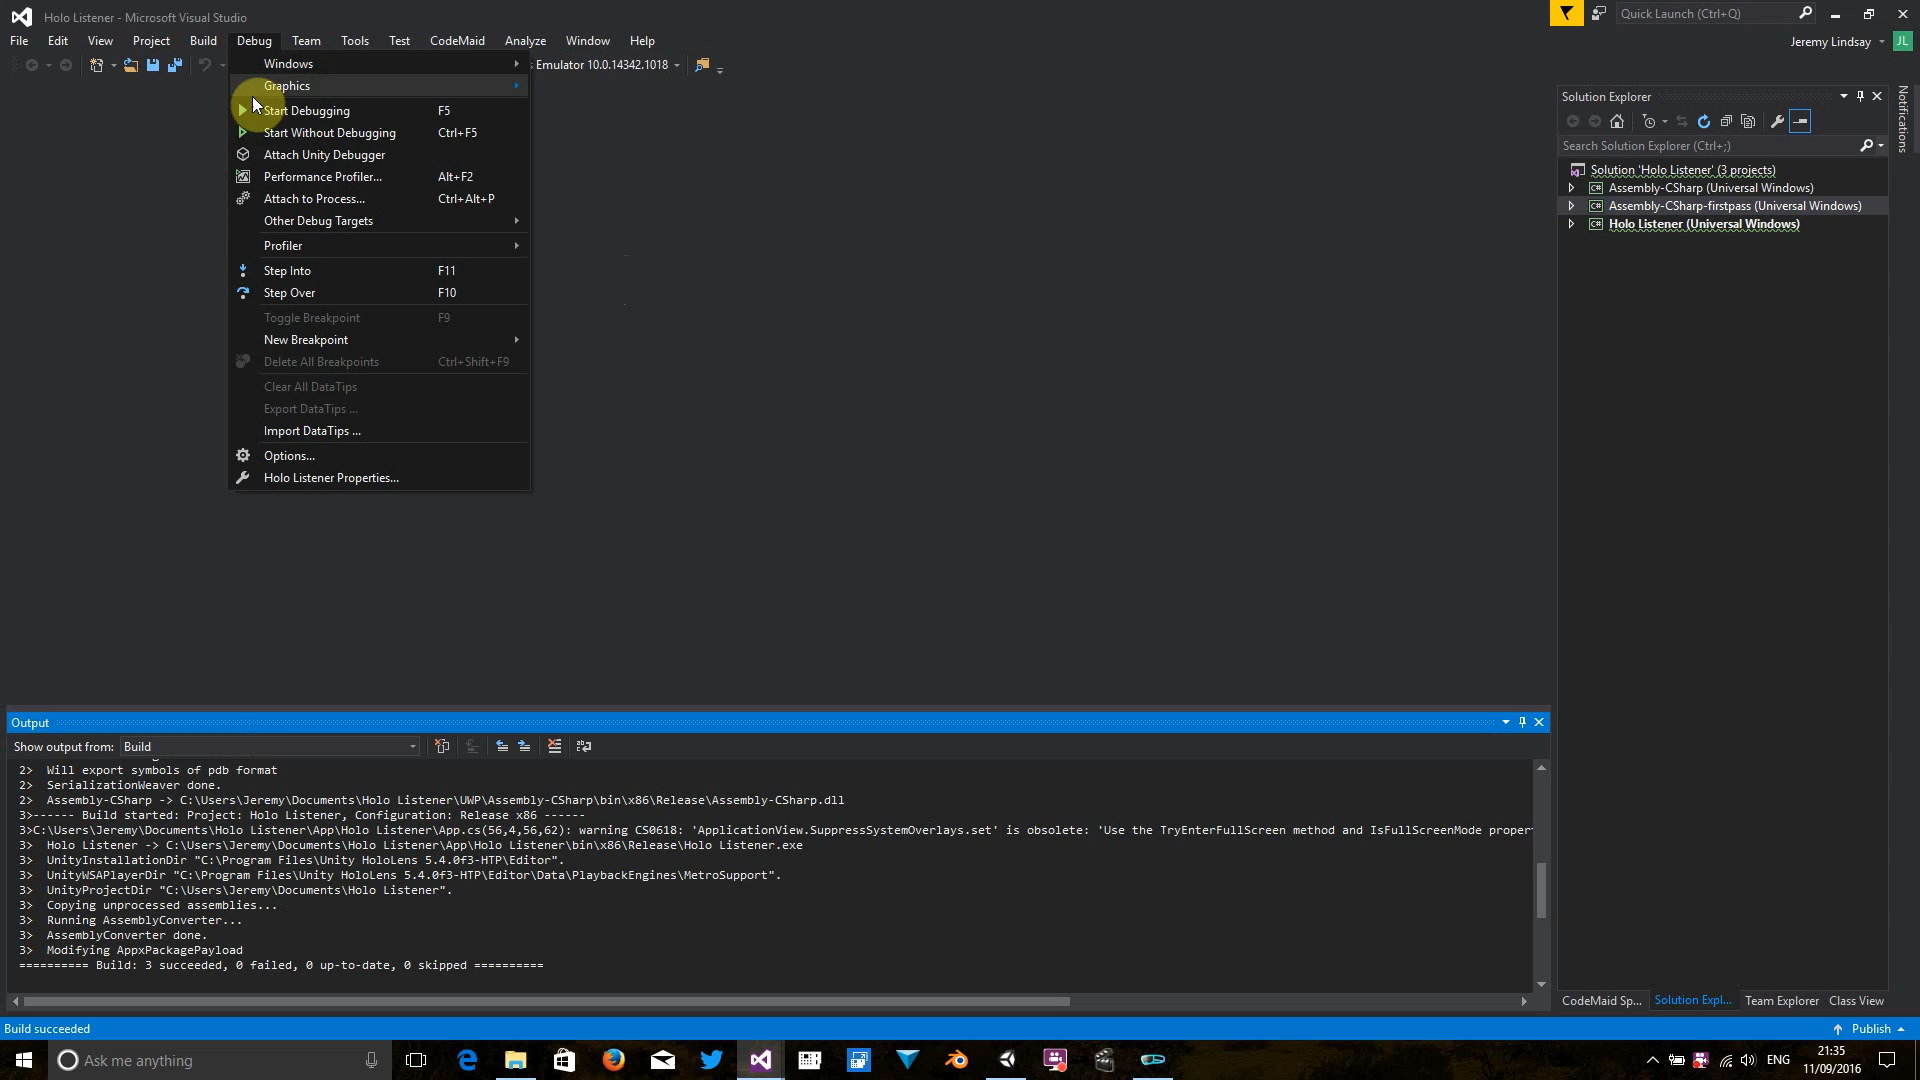 Holo Listener - Microsoft Visual Studio
Quick Launch (Ctrl+Q)
File Edit View Project Build Debug Team Tools Test CodeMaid Analyze Window Help
Jeremy Lindsay JL
Emulator 10.0.14342.1018
Windows
Graphics
Start Debugging F5
Start Without Debugging Ctrl+F5
Attach Unity Debugger
Performance Profiler... Alt+F2
Attach to Process... Ctrl+Alt+P
Other Debug Targets
Profiler
Step Into F11
Step Over F10
Toggle Breakpoint F9
New Breakpoint
Delete All Breakpoints Ctrl+Shift+F9
Clear All DataTips
Export DataTips ...
Import DataTips ...
Options...
Holo Listener Properties...
Solution Explorer
Search Solution Explorer (Ctrl+;)
Solution 'Holo Listener' (3 projects)
C# Assembly-CSharp (Universal Windows)
C# Assembly-CSharp-firstpass (Universal Windows)
C# Holo Listener (Universal Windows)
Notifications
Output
Show output from: Build
2> Will export symbols of pdb format
2> SerializationWeaver done.
2> Assembly-CSharp -> C:\Users\Jeremy\Documents\Holo Listener\UWP\Assembly-CSharp\bin\x86\Release\Assembly-CSharp.dll
3>------ Build started: Project: Holo Listener, Configuration: Release x86 ------
3>C:\Users\Jeremy\Documents\Holo Listener\App\Holo Listener\App.cs(56,4,56,62): warning CS0618: 'ApplicationView.SuppressSystemOverlays.set' is obsolete: 'Use the TryEnterFullScreen method and IsFullScreenMode proper
3> Holo Listener -> C:\Users\Jeremy\Documents\Holo Listener\App\Holo Listener\bin\x86\Release\Holo Listener.exe
3> UnityInstallationDir "C:\Program Files\Unity HoloLens 5.4.0f3-HTP\Editor".
3> UnityWSAPlayerDir "C:\Program Files\Unity HoloLens 5.4.0f3-HTP\Editor\Data\PlaybackEngines\MetroSupport".
3> UnityProjectDir "C:\Users\Jeremy\Documents\Holo Listener".
3> Copying unprocessed assemblies...
3> Running AssemblyConverter...
3> AssemblyConverter done.
3> Modifying AppxPackagePayload
========== Build: 3 succeeded, 0 failed, 0 up-to-date, 0 skipped ==========
CodeMaid Sp... Solution Expl... Team Explorer Class View
Build succeeded
Publish
Ask me anything
ENG
21:35
11/09/2016